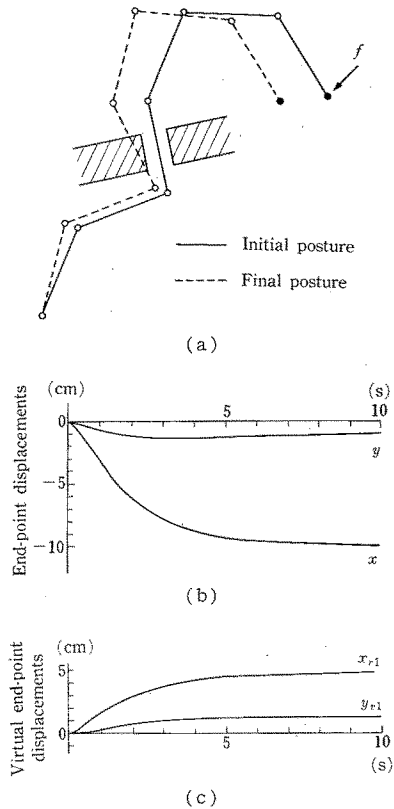 f
Initial posture
Final posture
(a)
(cm)
(s)
0
5
10
−5
−10
y
x
End-point displacements
(b)
(cm)
5
0
5
10
(s)
x_{r1}
y_{r1}
Virtual end-point
displacements
(c)